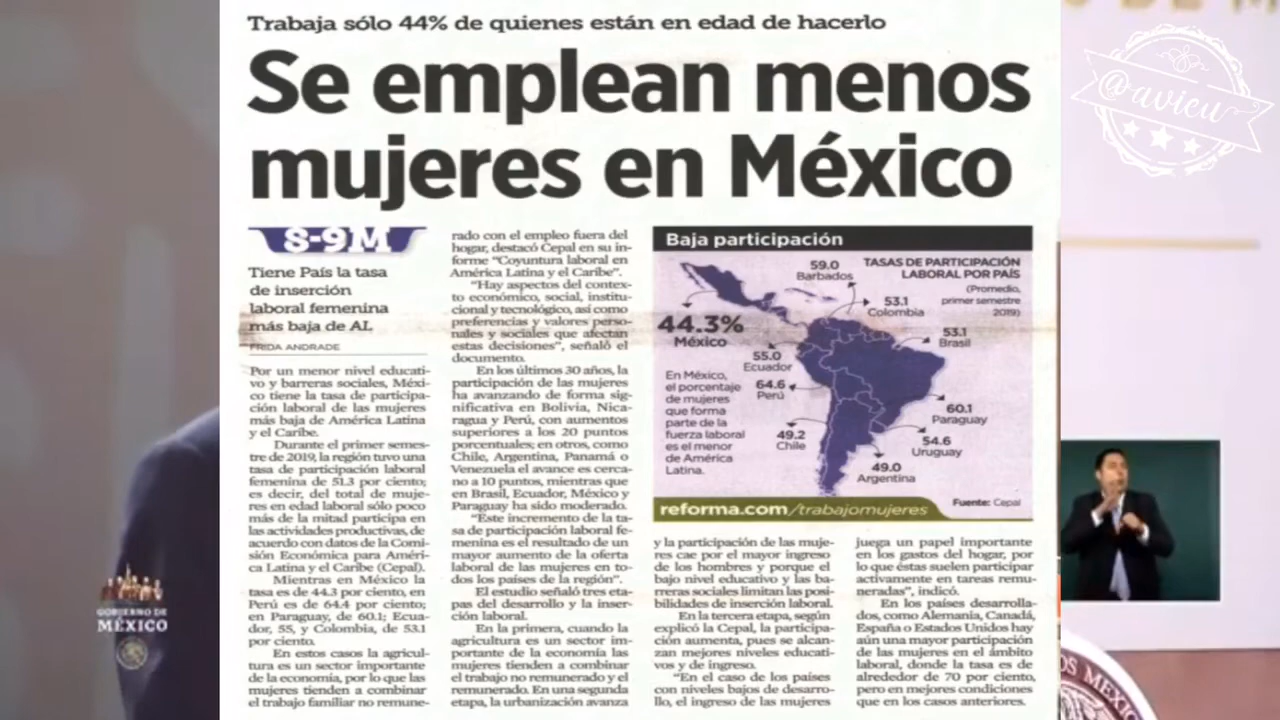 Trabaja sólo 44% de quienes están en edad de hacerlo
Se emplean menos
mujeres en México
8-9M
Tiene País la tasa
de inserción
laboral femenina
más baja de AL
FRIDA ANDRADE
Por un menor nivel educati-
vo y barreras sociales, Méxi-
co tiene la tasa de participa-
ción laboral de las mujeres
más baja de América Latina
y el Caribe.
Durante el primer semes-
tre de 2019, la región tuvo una
tasa de participación laboral
femenina de 51.3 por ciento;
es decir, del total de muje-
res en edad laboral sólo poco
más de la mitad participa en
las actividades productivas, de
acuerdo con datos de la Comi-
sión Económica para Améri-
ca Latina y el Caribe (Cepal).
Mientras en México la
tasa es de 44.3 por ciento, en
Perú es de 64.4 por ciento;
en Paraguay, de 60.1; Ecua-
dor, 55, y Colombia, de 53.1
por ciento.
En estos casos la agricul-
tura es un sector importante
de la economía, por lo que las
mujeres tienden a combinar
el trabajo familiar no remune-
rado con el empleo fuera del
hogar, destacó Cepal en su in-
forme "Coyuntura laboral en
América Latina y el Caribe".
"Hay aspectos del contex-
to económico, social, institu-
cional y tecnológico, así como
preferencias y valores perso-
nales y sociales que afectan
estas decisiones", señaló el
documento.
En los últimos 30 años, la
participación de las mujeres
ha avanzando de forma sig-
nificativa en Bolivia, Nica-
ragua y Perú, con aumentos
superiores a los 20 puntos
porcentuales; en otros, como
Chile, Argentina, Panamá o
Venezuela el avance es cerca-
no a 10 puntos, mientras que
en Brasil, Ecuador, México y
Paraguay ha sido moderado.
"Este incremento de la ta-
sa de participación laboral fe-
menina es el resultado de un
mayor aumento de la oferta
laboral de las mujeres en to-
dos los países de la región".
El estudio señaló tres eta-
pas del desarrollo y la inser-
ción laboral.
En la primera, cuando la
agricultura es un sector im-
portante de la economía las
mujeres tienden a combinar
el trabajo no remunerado y el
remunerado. En una segunda
etapa, la urbanización avanza
Baja participación
TASAS DE PARTICIPACIÓN
LABORAL POR PAÍS
(Promedio,
primer semestre
2019)
59.0
Barbados
53.1
Colombia
44.3%
México
53.1
Brasil
55.0
Ecuador
64.6
Perú
60.1
Paraguay
49.2
Chile
54.6
Uruguay
49.0
Argentina
En México,
el porcentaje
de mujeres
que forma
parte de la
fuerza laboral
es el menor
de América
Latina.
Fuente: Cepal
reforma.com/trabajomujeres
y la participación de las muje-
res cae por el mayor ingreso
de los hombres y porque el
bajo nivel educativo y las ba-
rreras sociales limitan las posi-
bilidades de inserción laboral.
En la tercera etapa, según
explicó la Cepal, la participa-
ción aumenta, pues se alcan-
zan mejores niveles educati-
vos y de ingreso.
"En el caso de los países
con niveles bajos de desarro-
llo, el ingreso de las mujeres
juega un papel importante
en los gastos del hogar, por
lo que éstas suelen participar
activamente en tareas remu-
neradas", indicó.
En los países desarrolla-
dos, como Alemania, Canadá,
España o Estados Unidos hay
aún una mayor participación
de las mujeres en el ámbito
laboral, donde la tasa es de
alrededor de 70 por ciento,
pero en mejores condiciones
que en los casos anteriores.
GOBIERNO DE
MÉXICO
@avicu
DE M
OS MEXIC